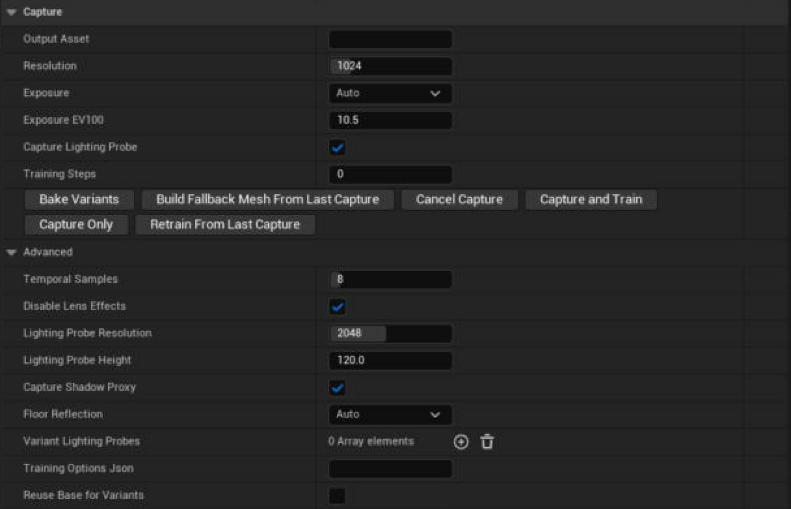 Capture
Output Asset
Resolution 1024
Exposure Auto
Exposure EV100 10.5
Capture Lighting Probe
Training Steps 0
Bake Variants Build Fallback Mesh From Last Capture Cancel Capture Capture and Train
Capture Only Retrain From Last Capture
Advanced
Temporal Samples 8
Disable Lens Effects
Lighting Probe Resolution 2048
Lighting Probe Height 120.0
Capture Shadow Proxy
Floor Reflection Auto
Variant Lighting Probes 0 Array elements
Training Options Json
Reuse Base for Variants